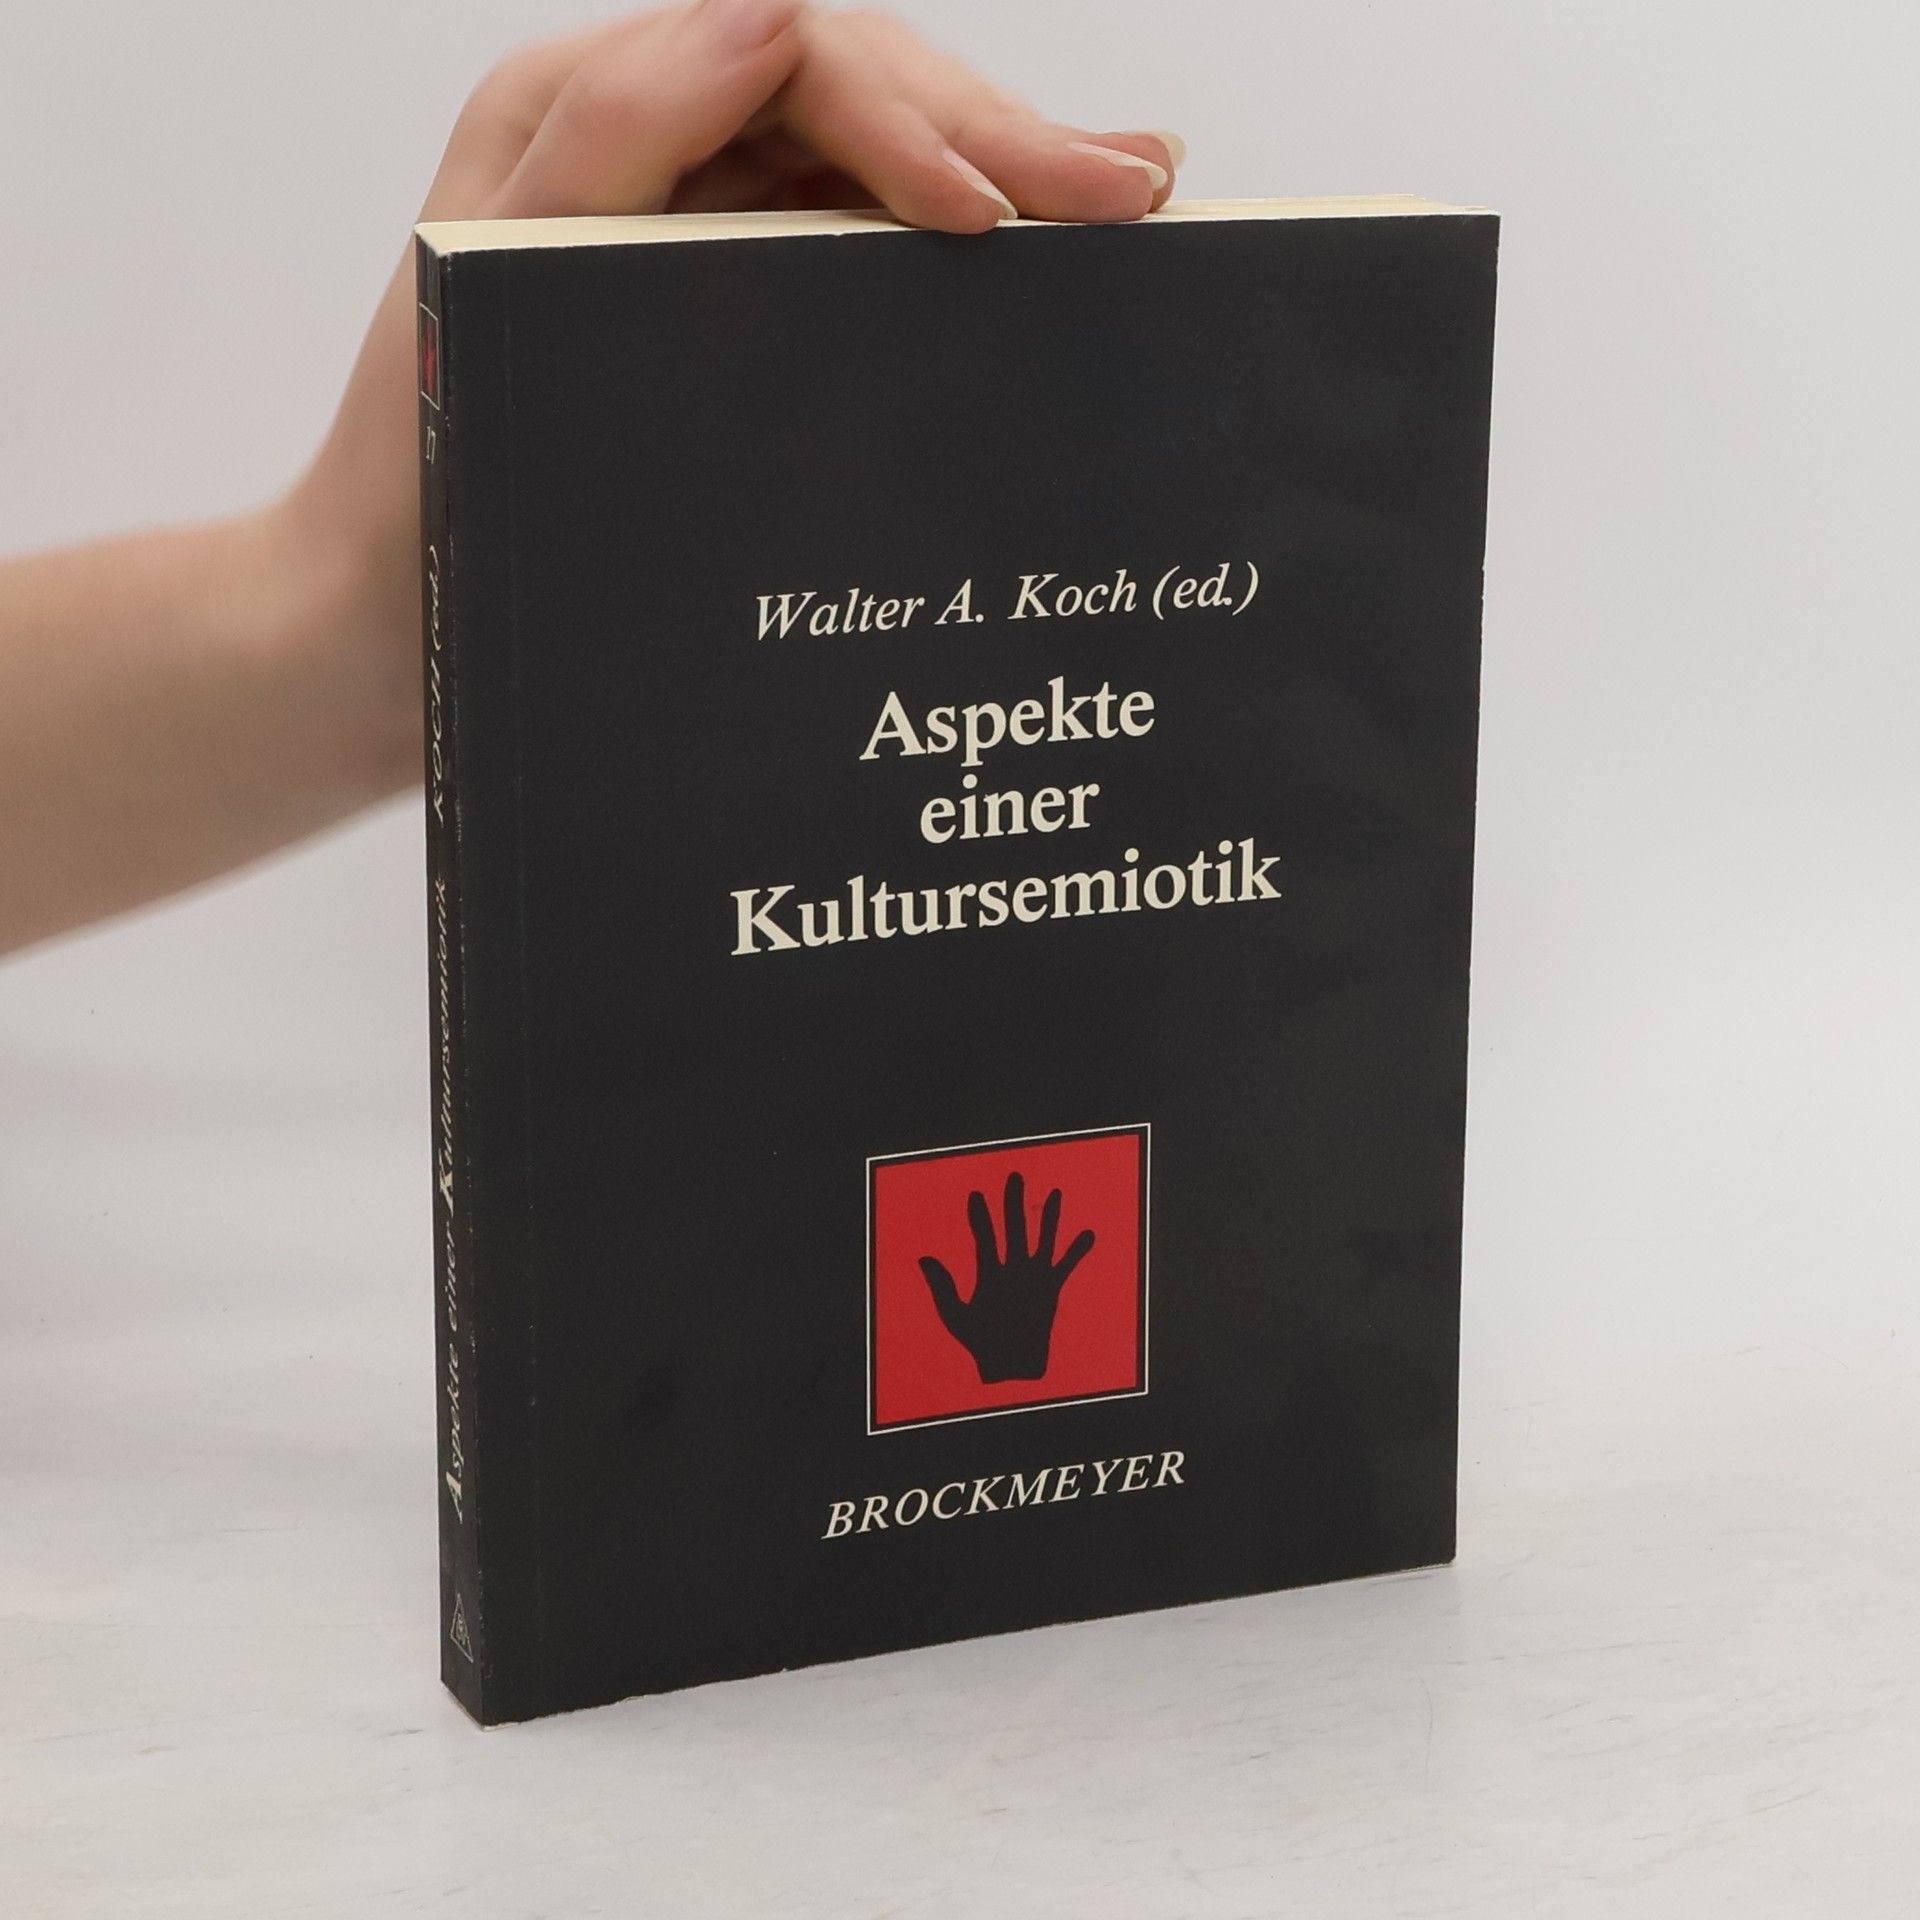 Walter A. Koch (ed.)
Aspekte
einer
Kultursemiotik
BROCKMEYER
Aspekte einer Kultursemiotik KOCH (ed.) 17